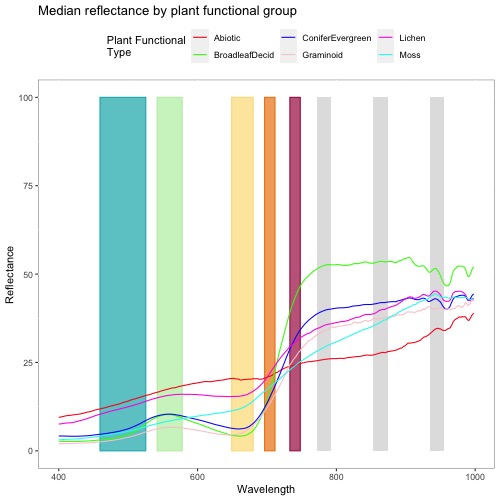 Median reflectance by plant functional group
Plant Functional
Type
Abiotic
ConiferEvergreen
Lichen
BroadleafDecid
Graminoid
Moss
100
75
50
25
0
Reflectance
400
600
800
1000
Wavelength